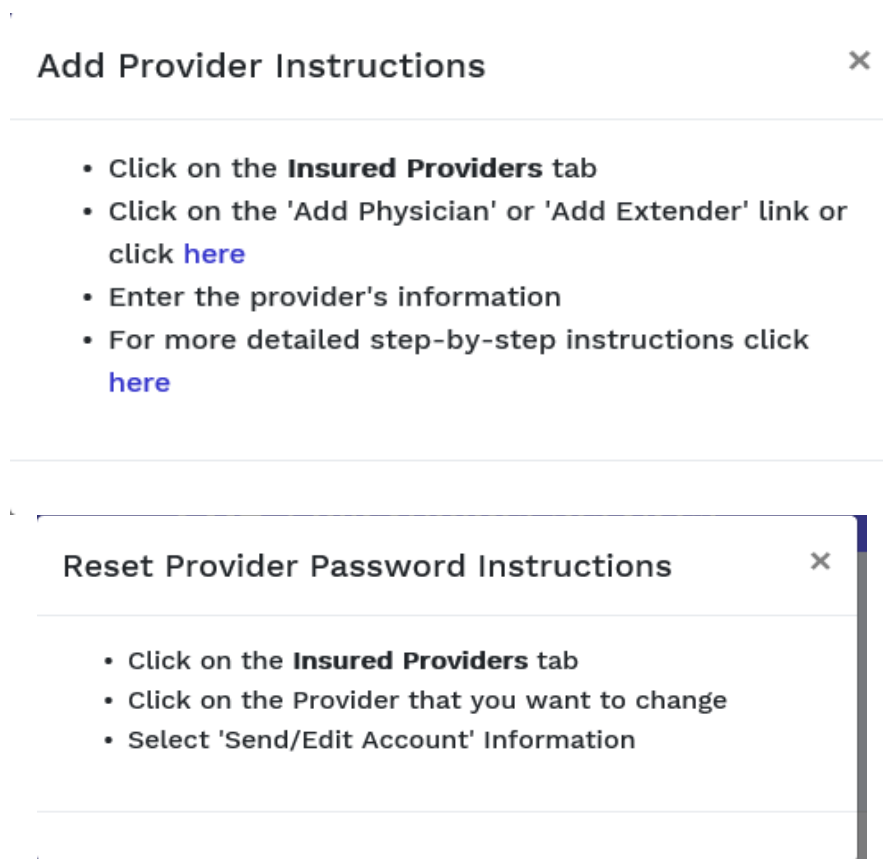 Add Provider Instructions ×
• Click on the Insured Providers tab
• Click on the 'Add Physician' or 'Add Extender' link or
click here
• Enter the provider's information
• For more detailed step-by-step instructions click
here
Reset Provider Password Instructions ×
• Click on the Insured Providers tab
• Click on the Provider that you want to change
• Select 'Send/Edit Account' Information